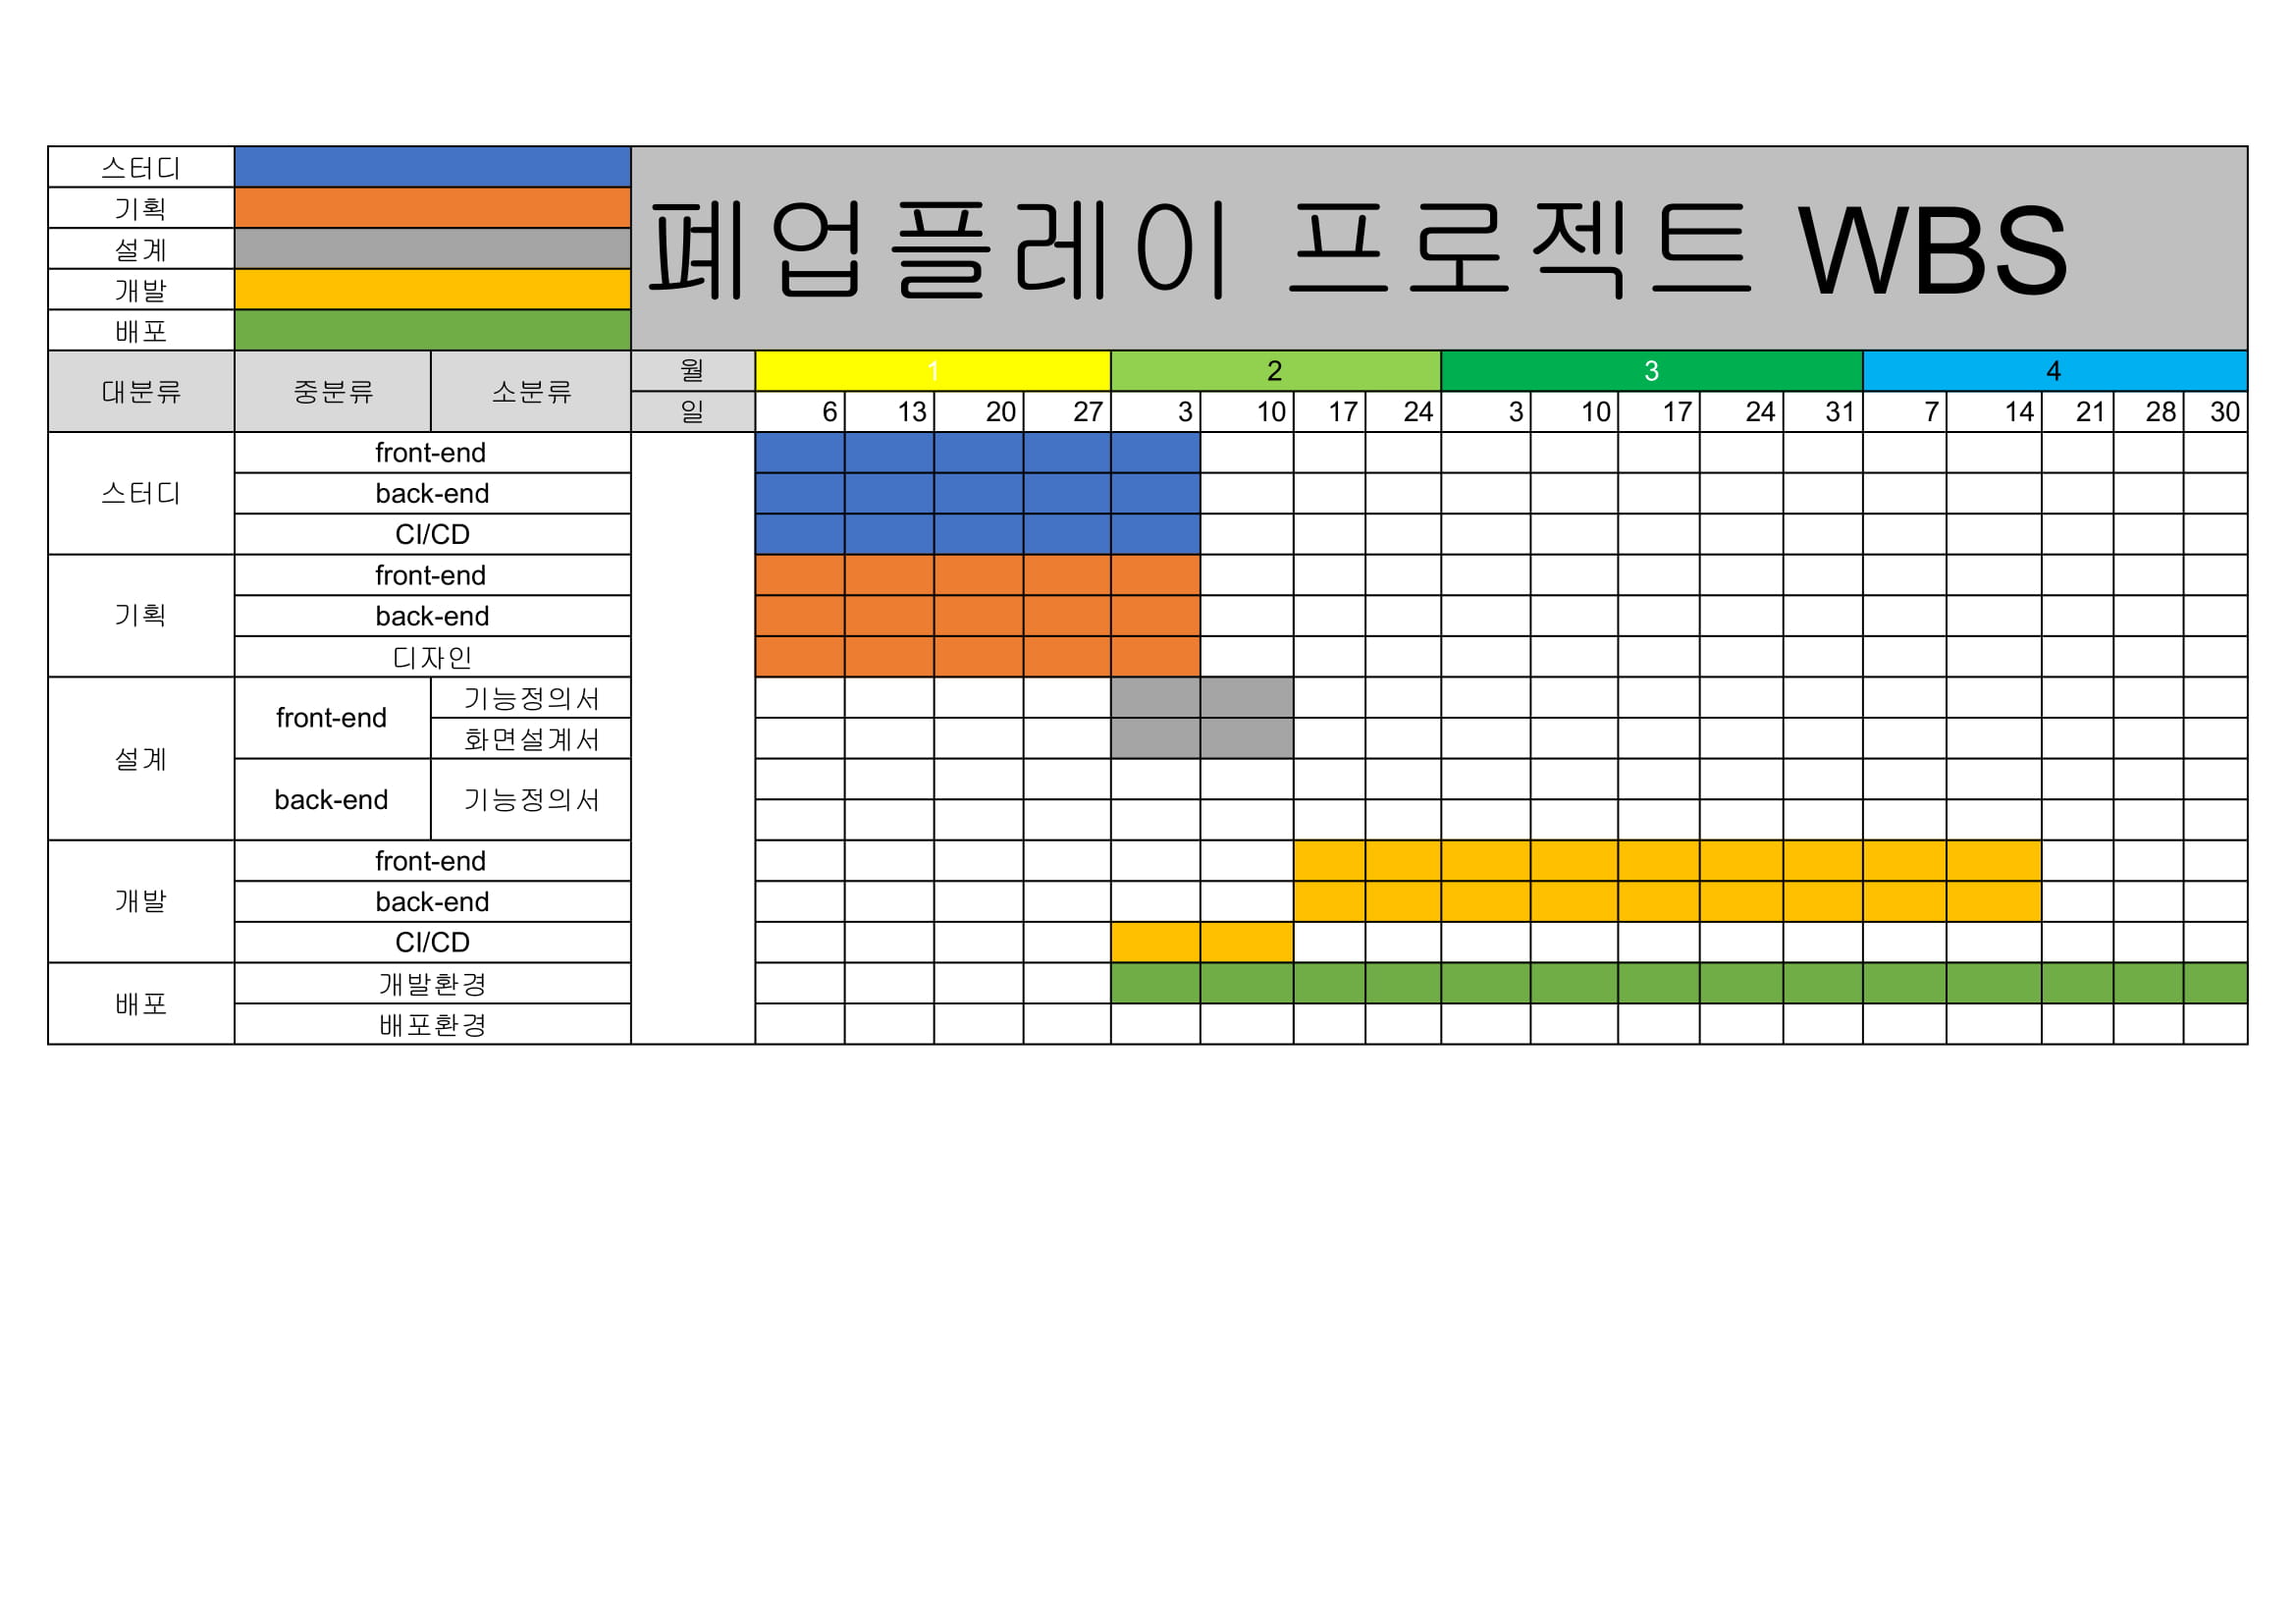 스터디
기획
설계
개발
배포
폐업플레이 프로젝트 WBS
대분류 중분류 소분류 월 1 2 3 4
일 6 13 20 27 3 10 17 24 3 10 17 24 31 7 14 21 28 30
스터디
front-end
back-end
CI/CD
기획
front-end
back-end
디자인
설계
front-end
기능정의서
화면설계서
back-end
기능정의서
개발
front-end
back-end
CI/CD
배포
개발환경
배포환경